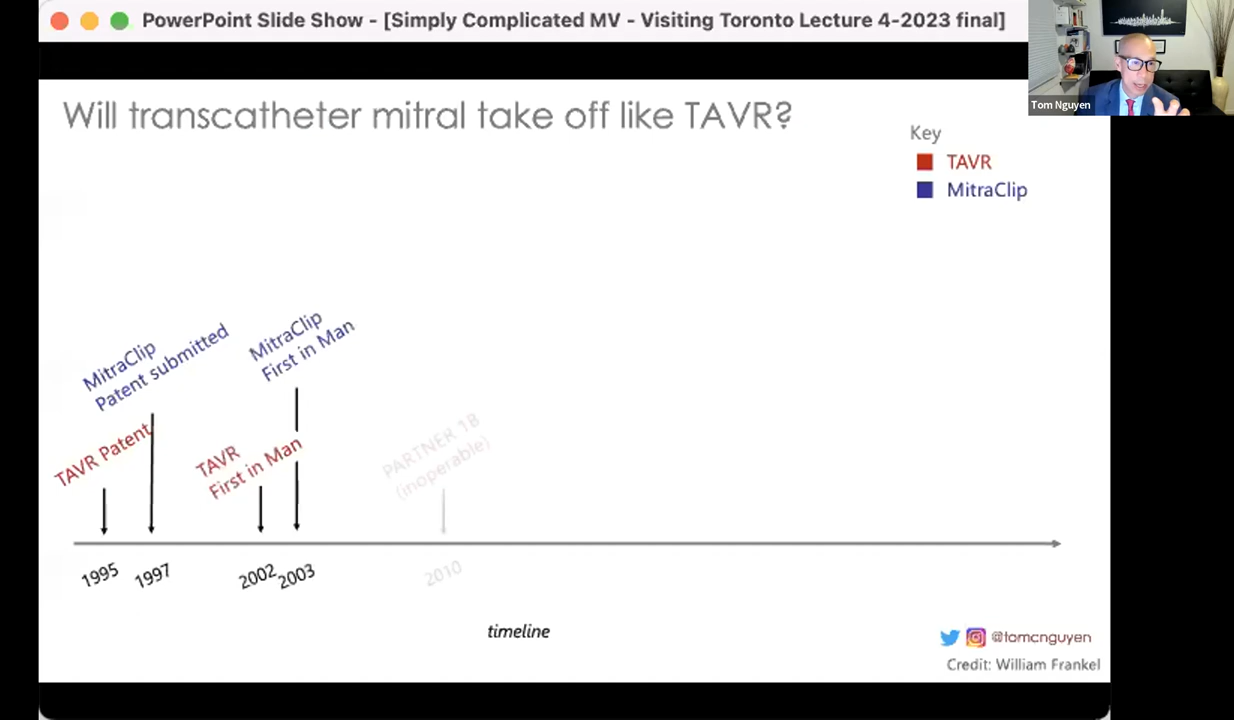 PowerPoint Slide Show - [Simply Complicated MV - Visiting Toronto Lecture 4-2023 final]
Tom Nguyen
Will transcatheter mitral take off like TAVR?
Key
TAVR
MitraClip
MitraClip
Patent submitted
MitraClip
First in Man
TAVR Patent
TAVR
First in Man
PARTNER 1B
(inoperable)
1995
1997
2002
2003
2010
timeline
@tomcnguyen
Credit: William Frankel